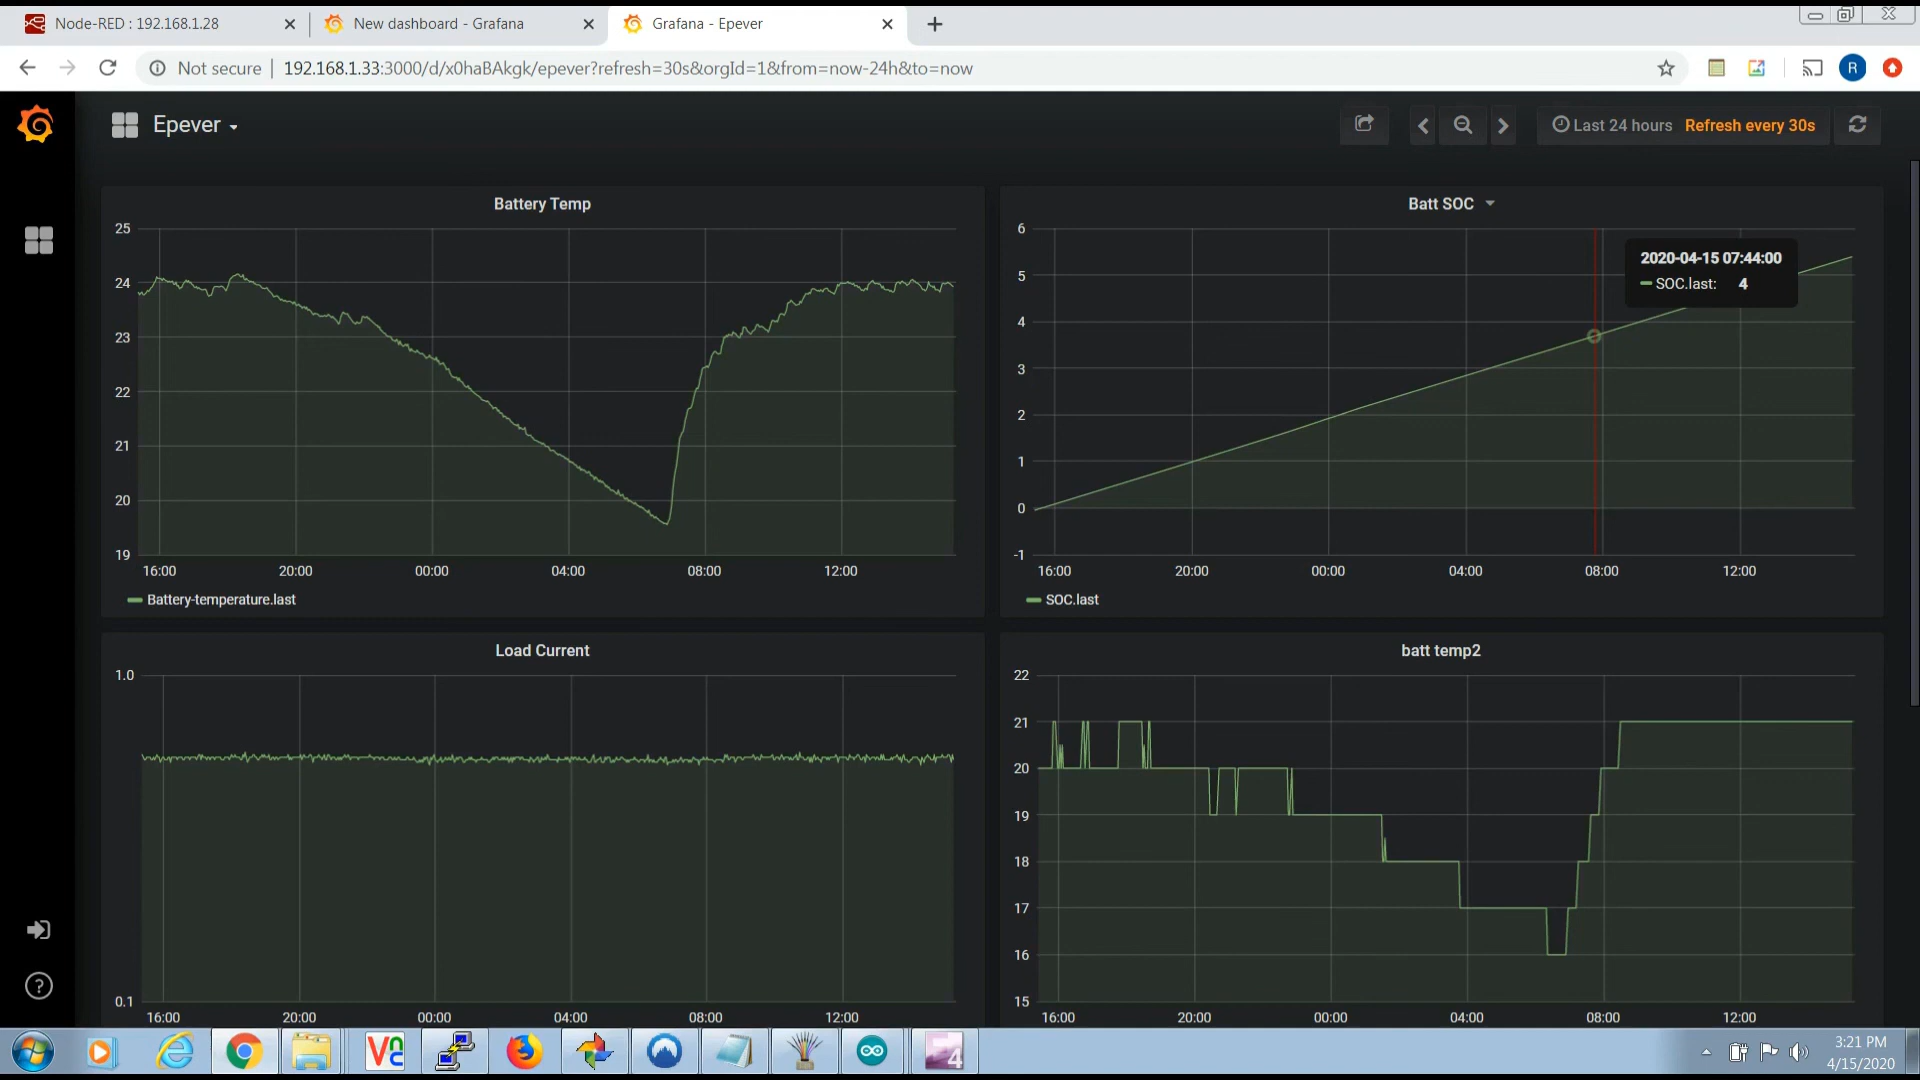 Node-RED : 192.168.1.28
New dashboard - Grafana
Grafana - Epever
Not secure
192.168.1.33:3000/d/x0haBAkgk/epever?refresh=30s&orgId=1&from=now-24h&to=now
R
Epever
Last 24 hours Refresh every 30s
Battery Temp
25
24
23
22
21
20
19
16:00 20:00 00:00 04:00 08:00 12:00
Battery-temperature.last
Batt SOC
6
5
4
3
2
1
0
-1
2020-04-15 07:44:00
SOC.last: 4
16:00 20:00 00:00 04:00 08:00 12:00
SOC.last
Load Current
1.0
0.1
16:00 20:00 00:00 04:00 08:00 12:00
batt temp2
22
21
20
19
18
17
16
15
16:00 20:00 00:00 04:00 08:00 12:00
?
VNC
4
3:21 PM
4/15/2020